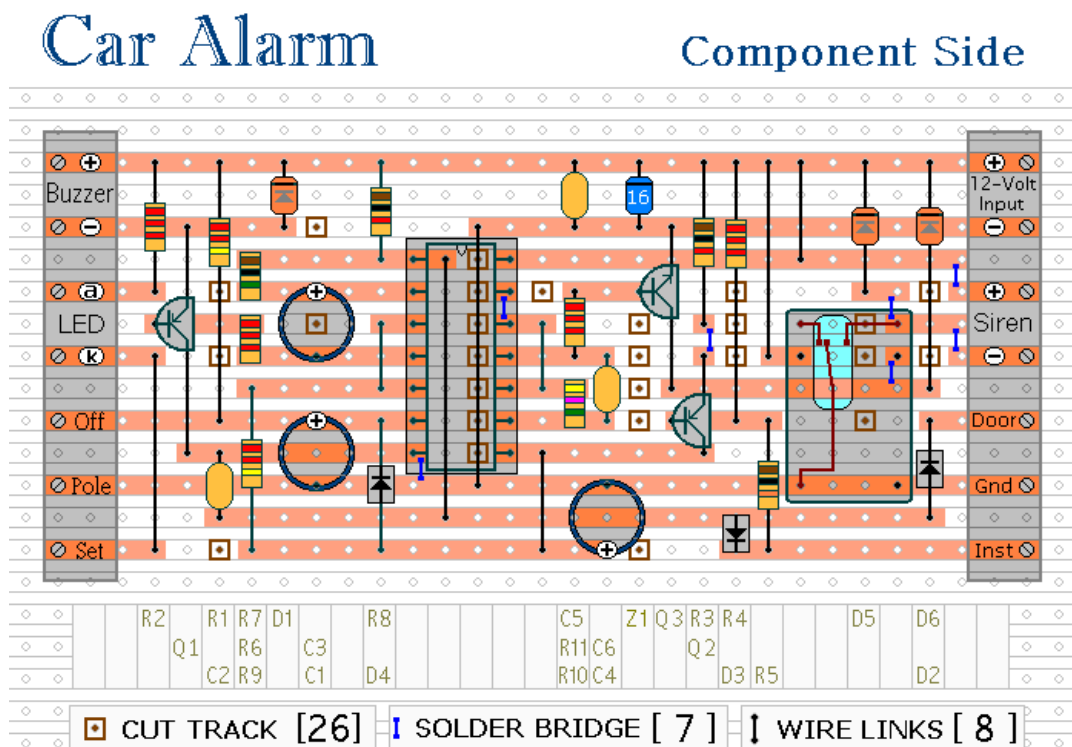 Car Alarm
Component Side
+
Buzzer
−
a
LED
k
Off
Pole
Set
16
+
12-Volt
Input
−
+
Siren
−
Door
Gnd
Inst
R2 R1 R7 D1 R8 C5 Z1 Q3 R3 R4 D5 D6
Q1 R6 C3 R11 C6 Q2
C2 R9 C1 D4 R10 C4 D3 R5 D2
CUT TRACK [26] SOLDER BRIDGE [ 7 ] WIRE LINKS [ 8 ]